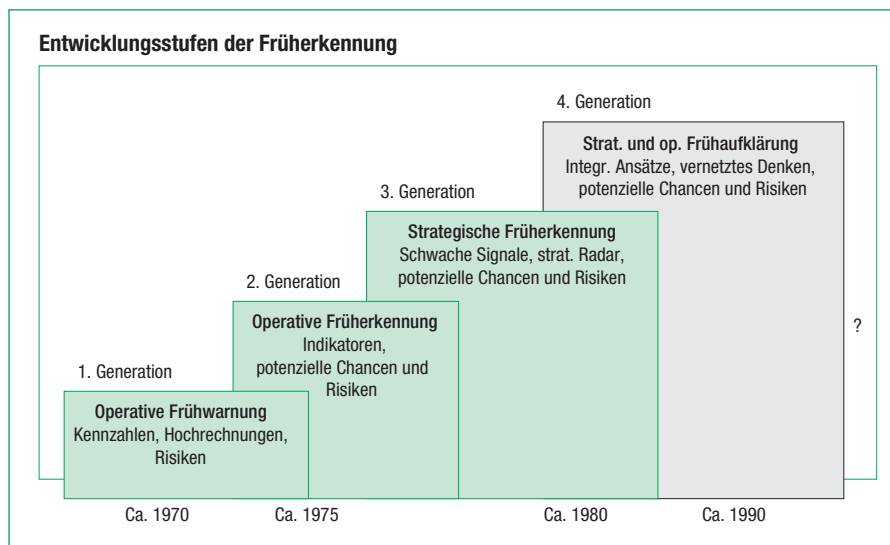 Entwicklungsstufen der Früherkennung
4. Generation
Strat. und op. Frühaufklärung
Integr. Ansätze, vernetztes Denken,
potenzielle Chancen und Risiken
3. Generation
Strategische Früherkennung
Schwache Signale, strat. Radar,
potenzielle Chancen und Risiken
2. Generation
Operative Früherkennung
Indikatoren,
potenzielle Chancen und
Risiken
?
1. Generation
Operative Frühwarnung
Kennzahlen, Hochrechnungen,
Risiken
Ca. 1970
Ca. 1975
Ca. 1980
Ca. 1990